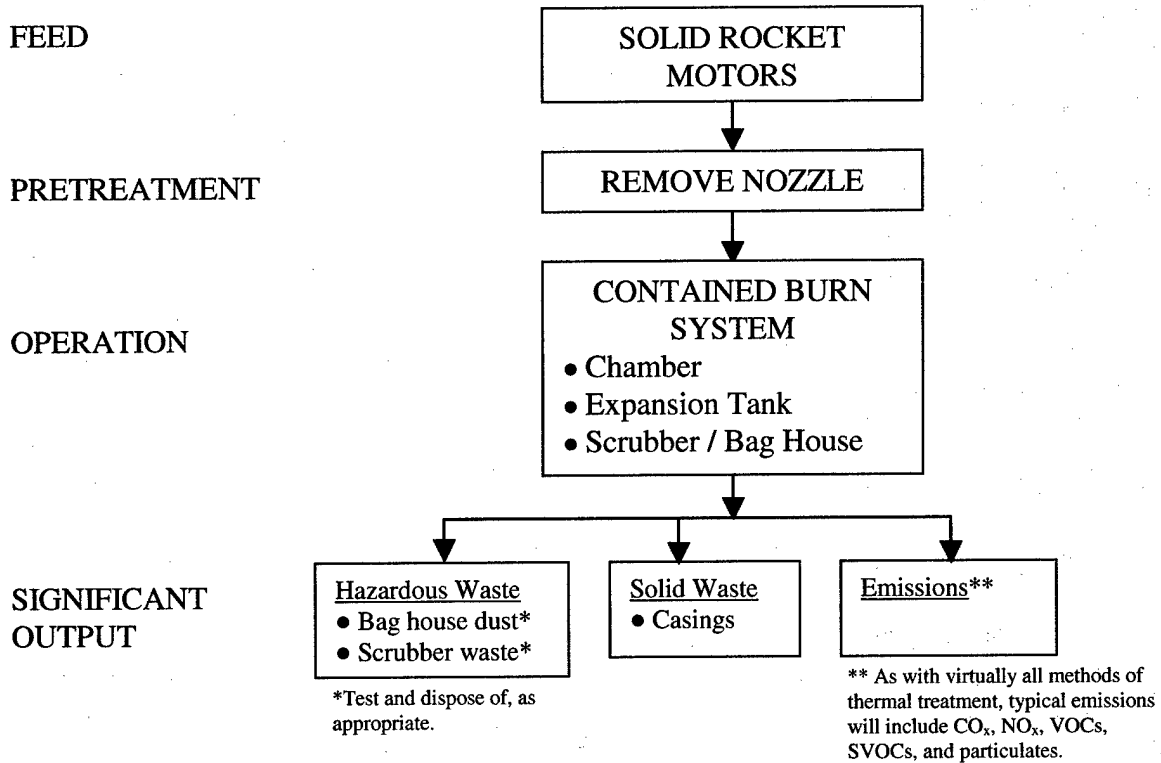 FEED
SOLID ROCKET
MOTORS
PRETREATMENT
REMOVE NOZZLE
OPERATION
CONTAINED BURN
SYSTEM
● Chamber
● Expansion Tank
● Scrubber / Bag House
SIGNIFICANT
OUTPUT
Hazardous Waste
● Bag house dust*
● Scrubber waste*
*Test and dispose of, as
appropriate.
Solid Waste
● Casings
Emissions**
** As with virtually all methods of
thermal treatment, typical emissions
will include COₓ, NOₓ, VOCs,
SVOCs, and particulates.